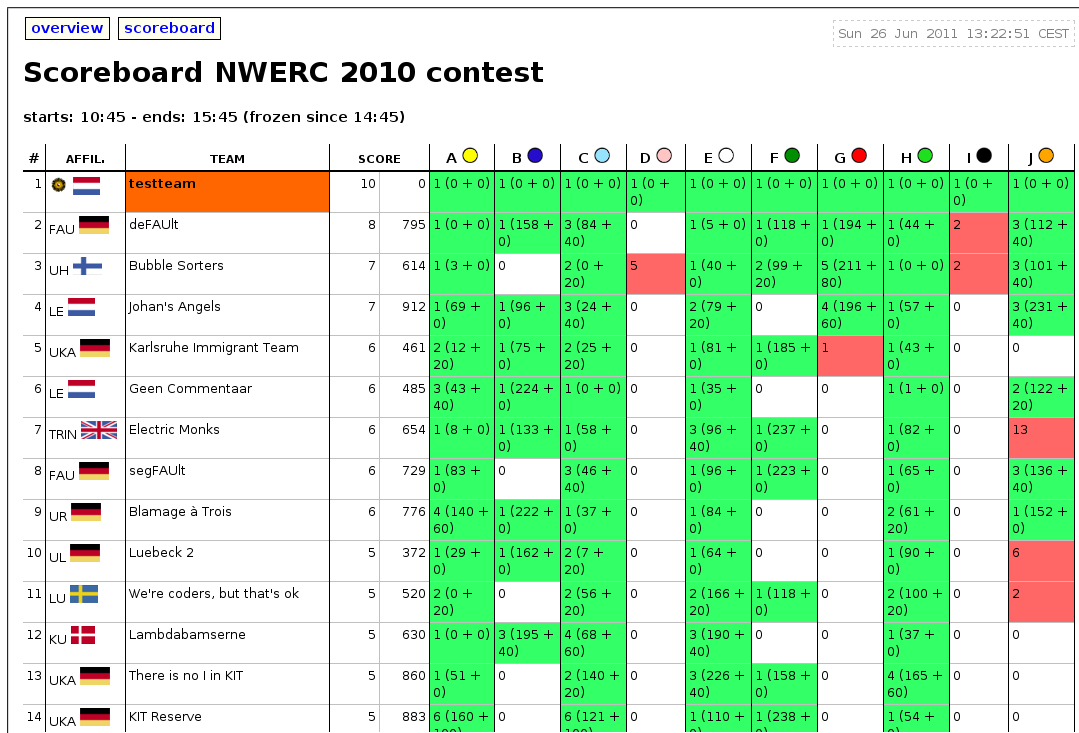 overview scoreboard
Sun 26 Jun 2011 13:22:51 CEST
Scoreboard NWERC 2010 contest
starts: 10:45 - ends: 15:45 (frozen since 14:45)
# AFFIL. TEAM SCORE A B C D E F G H I J
1 testteam 10 0 1 (0 + 0) 1 (0 + 0) 1 (0 + 0) 1 (0 + 0) 1 (0 + 0) 1 (0 + 0) 1 (0 + 0) 1 (0 + 0) 1 (0 + 0) 1 (0 + 0)
2 FAU deFAUlt 8 795 1 (0 + 0) 1 (158 + 0) 3 (84 + 40) 0 1 (5 + 0) 1 (118 + 0) 1 (194 + 0) 1 (44 + 0) 2 3 (112 + 40)
3 UH Bubble Sorters 7 614 1 (3 + 0) 0 2 (0 + 20) 5 1 (40 + 0) 2 (99 + 20) 5 (211 + 80) 1 (0 + 0) 2 3 (101 + 40)
4 LE Johan's Angels 7 912 1 (69 + 0) 1 (96 + 0) 3 (24 + 40) 0 2 (79 + 20) 0 4 (196 + 60) 1 (57 + 0) 0 3 (231 + 40)
5 UKA Karlsruhe Immigrant Team 6 461 2 (12 + 20) 1 (75 + 0) 2 (25 + 20) 0 1 (81 + 0) 1 (185 + 0) 1 1 (43 + 0) 0 0
6 LE Geen Commentaar 6 485 3 (43 + 40) 1 (224 + 0) 1 (0 + 0) 0 1 (35 + 0) 0 0 1 (1 + 0) 0 2 (122 + 20)
7 TRIN Electric Monks 6 654 1 (8 + 0) 1 (133 + 0) 1 (58 + 0) 0 3 (96 + 40) 1 (237 + 0) 0 1 (82 + 0) 0 13
8 FAU segFAUlt 6 729 1 (83 + 0) 0 3 (46 + 40) 0 1 (96 + 0) 1 (223 + 0) 0 1 (65 + 0) 0 3 (136 + 40)
9 UR Blamage à Trois 6 776 4 (140 + 60) 1 (222 + 0) 1 (37 + 0) 0 1 (84 + 0) 0 0 2 (61 + 20) 0 1 (152 + 0)
10 UL Luebeck 2 5 372 1 (29 + 0) 1 (162 + 0) 2 (7 + 20) 0 1 (64 + 0) 0 0 1 (90 + 0) 0 6
11 LU We're coders, but that's ok 5 520 2 (0 + 20) 0 2 (56 + 20) 0 2 (166 + 20) 1 (118 + 0) 0 2 (100 + 20) 0 2
12 KU Lambdabamserne 5 630 1 (0 + 0) 3 (195 + 40) 4 (68 + 60) 0 3 (190 + 40) 0 0 1 (37 + 0) 0 0
13 UKA There is no I in KIT 5 860 1 (51 + 0) 0 2 (140 + 20) 0 3 (226 + 40) 1 (158 + 0) 0 4 (165 + 60) 0 0
14 UKA KIT Reserve 5 883 6 (160 + 0 6 (121 + 0 1 (110 + 1 (238 + 0 1 (54 + 0 0